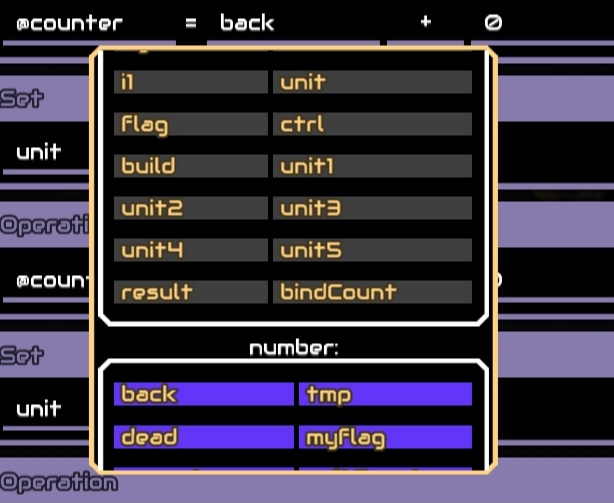 @counter = back + 0
i1 unit
Set
flag ctrl
unit
build unit1
unit2 unit3
Operati
unit4 unit5
@coun
result bindCount
number:
Set
back tmp
unit
dead myflag
Operation